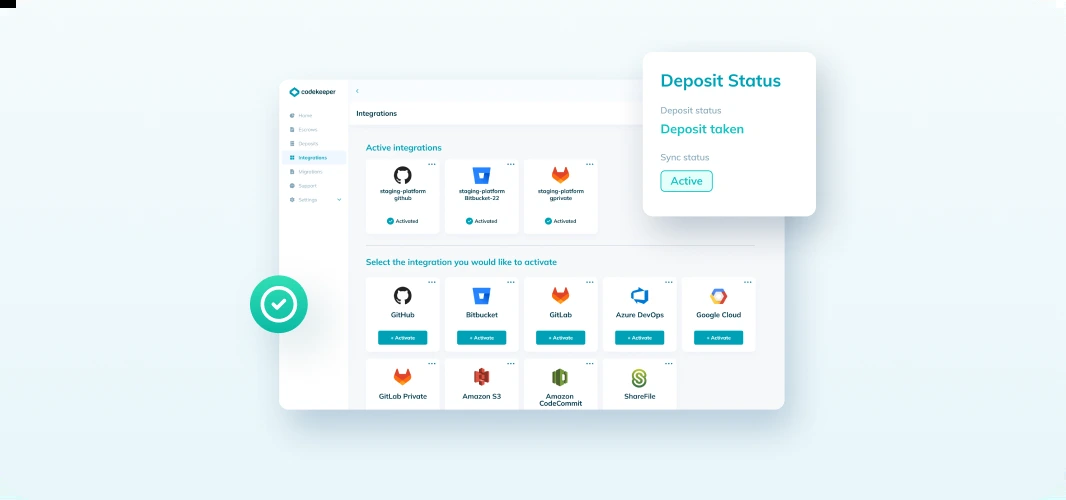 codekeeper
Home
Escrows
Deposits
Integrations
Migrations
Support
Settings
Integrations
Active integrations
staging-platform
github
Activated
staging-platform
Bitbucket-22
Activated
staging-platform
gprivate
Activated
Select the integration you would like to activate
GitHub
+ Activate
Bitbucket
+ Activate
GitLab
+ Activate
Azure DevOps
+ Activate
Google Cloud
+ Activate
GitLab Private
Amazon S3
Amazon
CodeCommit
ShareFile
Deposit Status
Deposit status
Deposit taken
Sync status
Active